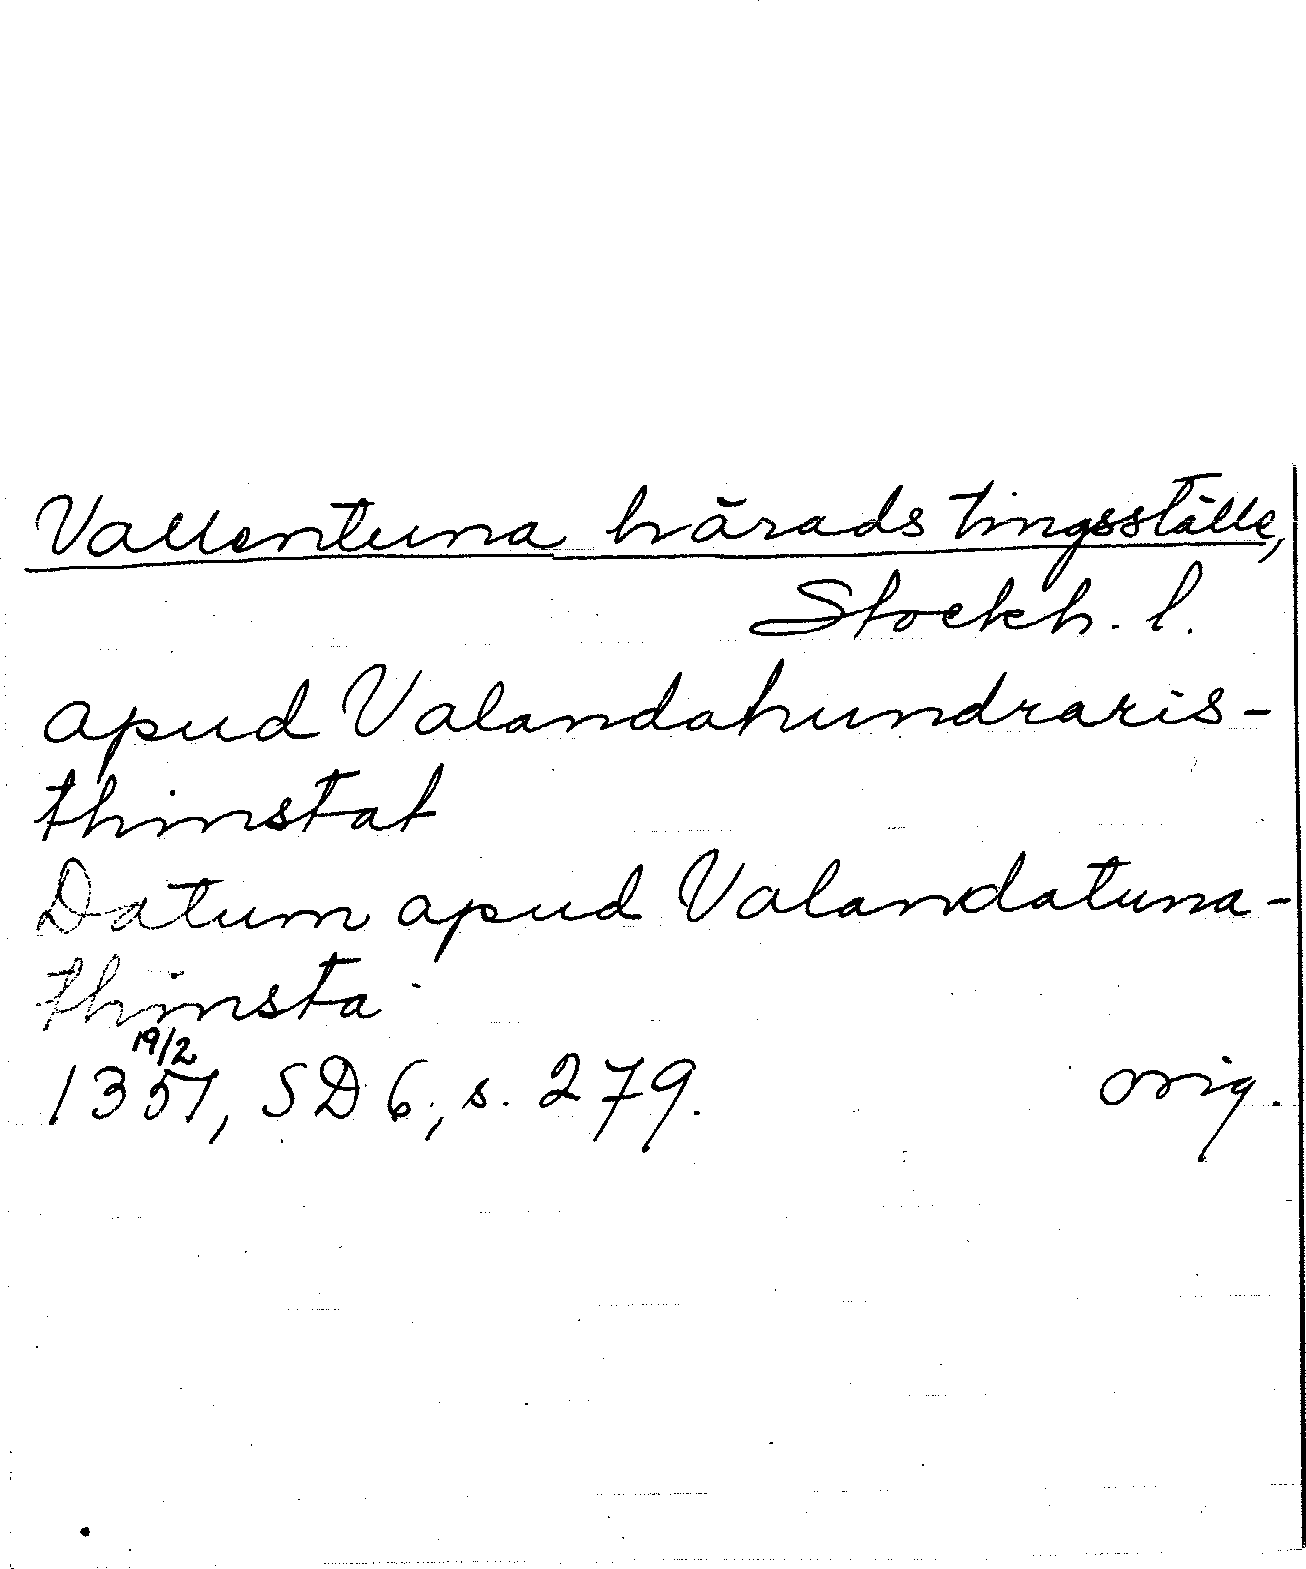 Vallentuna härads tingsställe,
Stockh. l.
apud Valandahundraris-
thinstat
Datum apud Valandatuna-
thinsta
19/2
1351, SD 6, s. 279. orig.